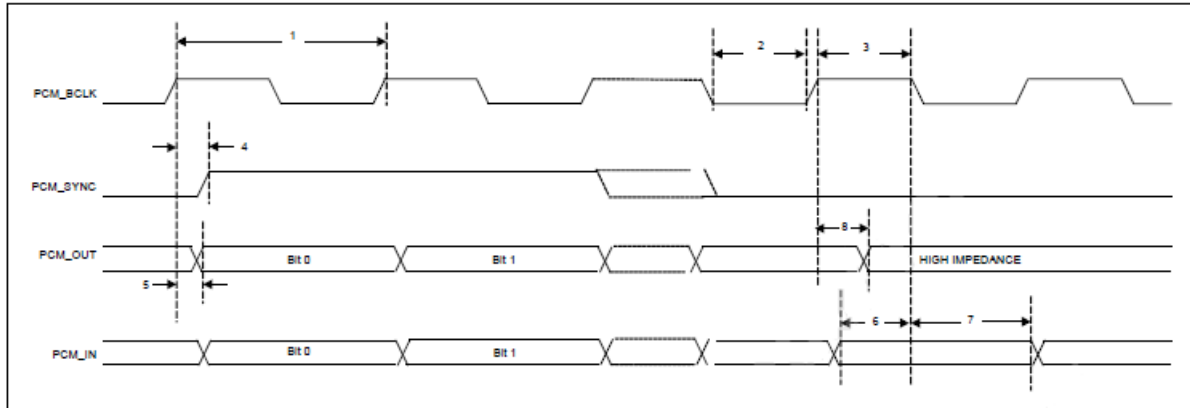 1
2
3
PCM_BCLK
4
PCM_SYNC
8
PCM_OUT
Bit 0
Bit 1
HIGH IMPEDANCE
5
6
7
PCM_IN
Bit 0
Bit 1